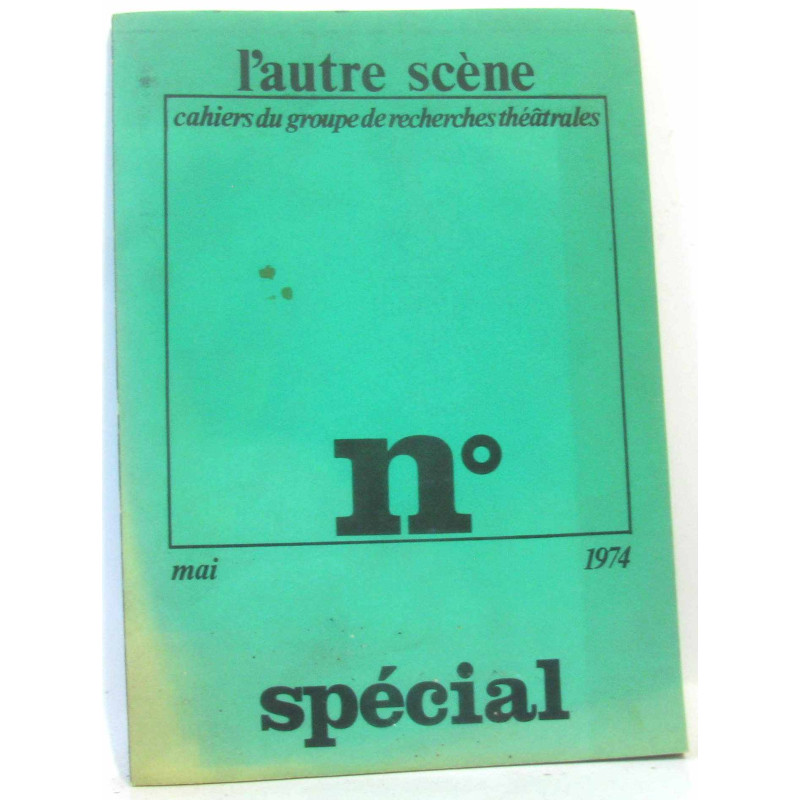 l'autre scène
cahiers du groupe de recherches théâtrales
n°
mai 1974
spécial